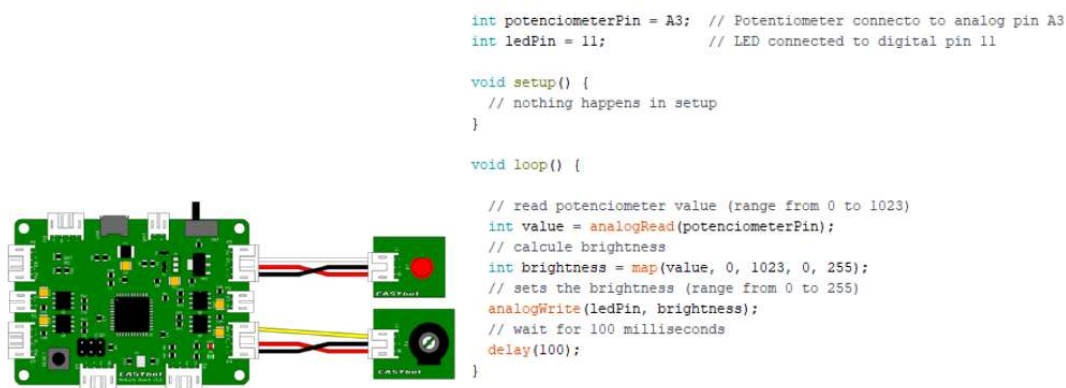 int potenciometerPin = A3;  // Potentiometer connecto to analog pin A3
int ledPin = 11;            // LED connected to digital pin 11
void setup() {
  // nothing happens in setup
}
void loop() {
  // read potenciometer value (range from 0 to 1023)
  int value = analogRead(potenciometerPin);
  // calcule brightness
  int brightness = map(value, 0, 1023, 0, 255);
  // sets the brightness (range from 0 to 255)
  analogWrite(ledPin, brightness);
  // wait for 100 milliseconds
  delay(100);
}
EASYbot
EASYbot
EASYbot